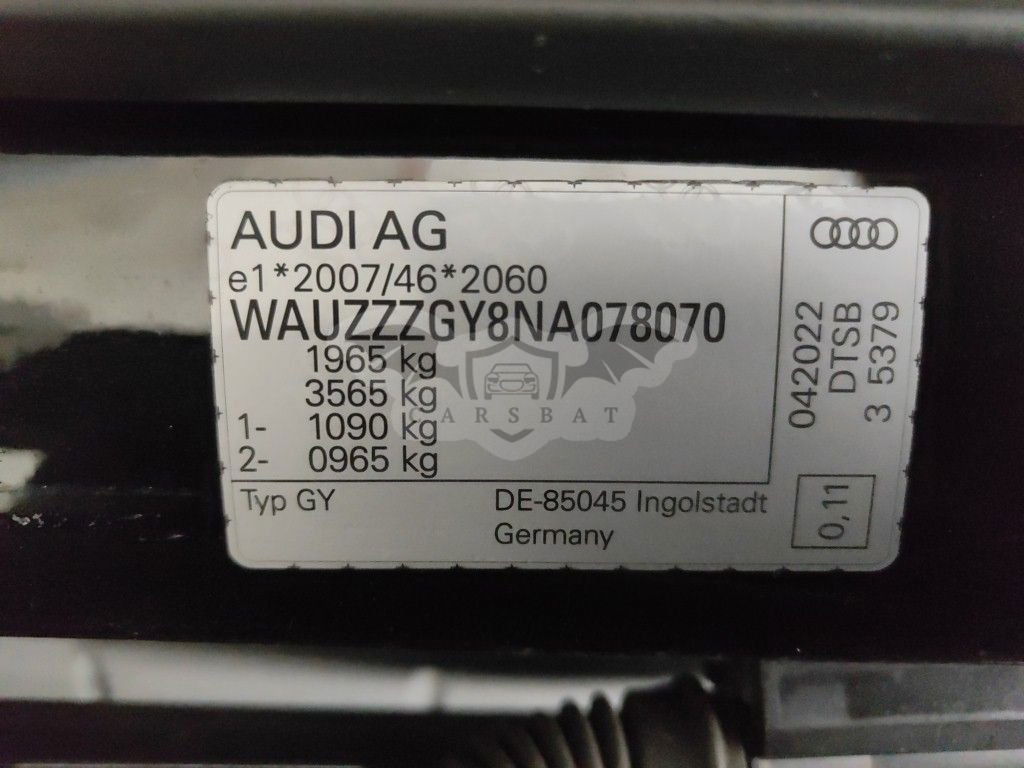 AUDI AG
e1*2007/46*2060
WAUZZZGY8NA078070
1965 kg
3565 kg
1- 1090 kg
2- 0965 kg
Typ GY
DE-85045 Ingolstadt
Germany
042022
DTSB
3 5379
0,11
CARSBAT